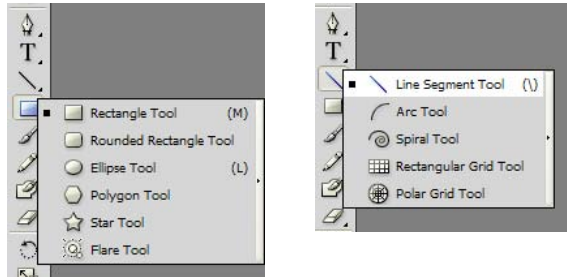 T
Rectangle Tool (M)
Rounded Rectangle Tool
Ellipse Tool (L)
Polygon Tool
Star Tool
Flare Tool
T
Line Segment Tool (\)
Arc Tool
Spiral Tool
Rectangular Grid Tool
Polar Grid Tool